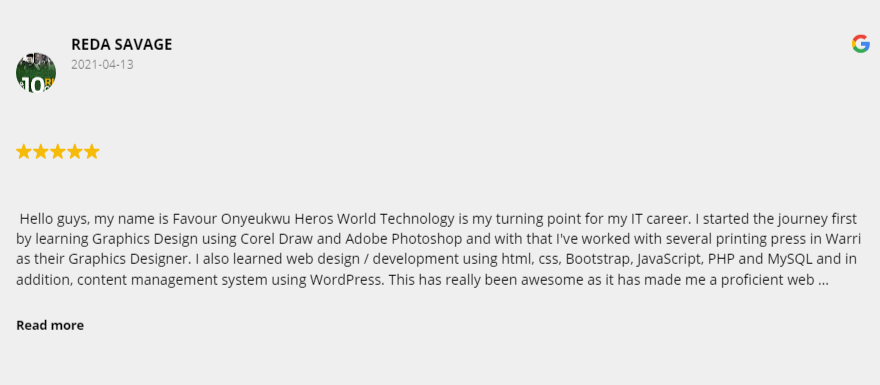 REDA SAVAGE
2021-04-13
10
Hello guys, my name is Favour Onyeukwu Heros World Technology is my turning point for my IT career. I started the journey first
by learning Graphics Design using Corel Draw and Adobe Photoshop and with that I've worked with several printing press in Warri
as their Graphics Designer. I also learned web design / development using html, css, Bootstrap, JavaScript, PHP and MySQL and in
addition, content management system using WordPress. This has really been awesome as it has made me a proficient web ...
Read more